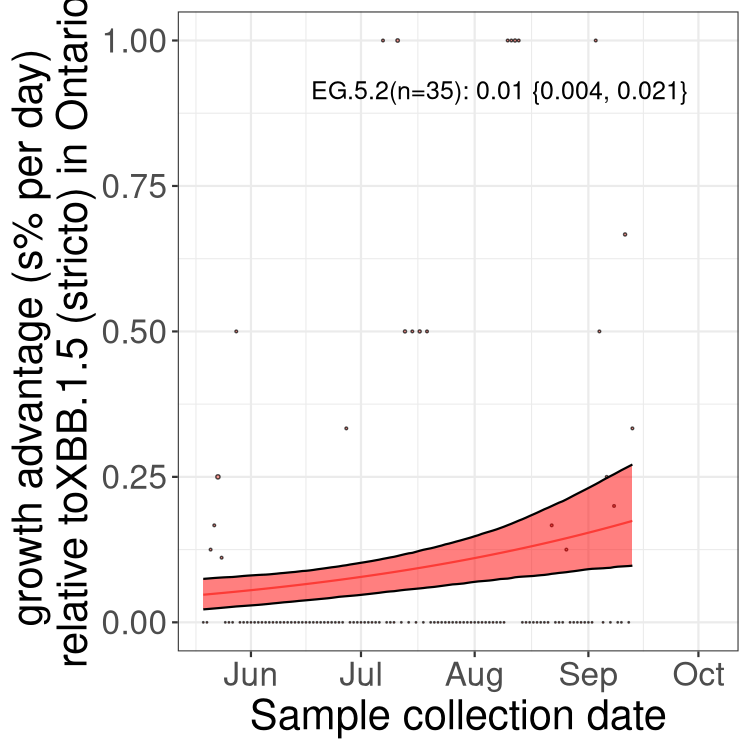 growth advantage (s% per day)
relative toXBB.1.5 (stricto) in Ontario
1.00
0.75
0.50
0.25
0.00
EG.5.2(n=35): 0.01 {0.004, 0.021}
Jun Jul Aug Sep Oct
Sample collection date